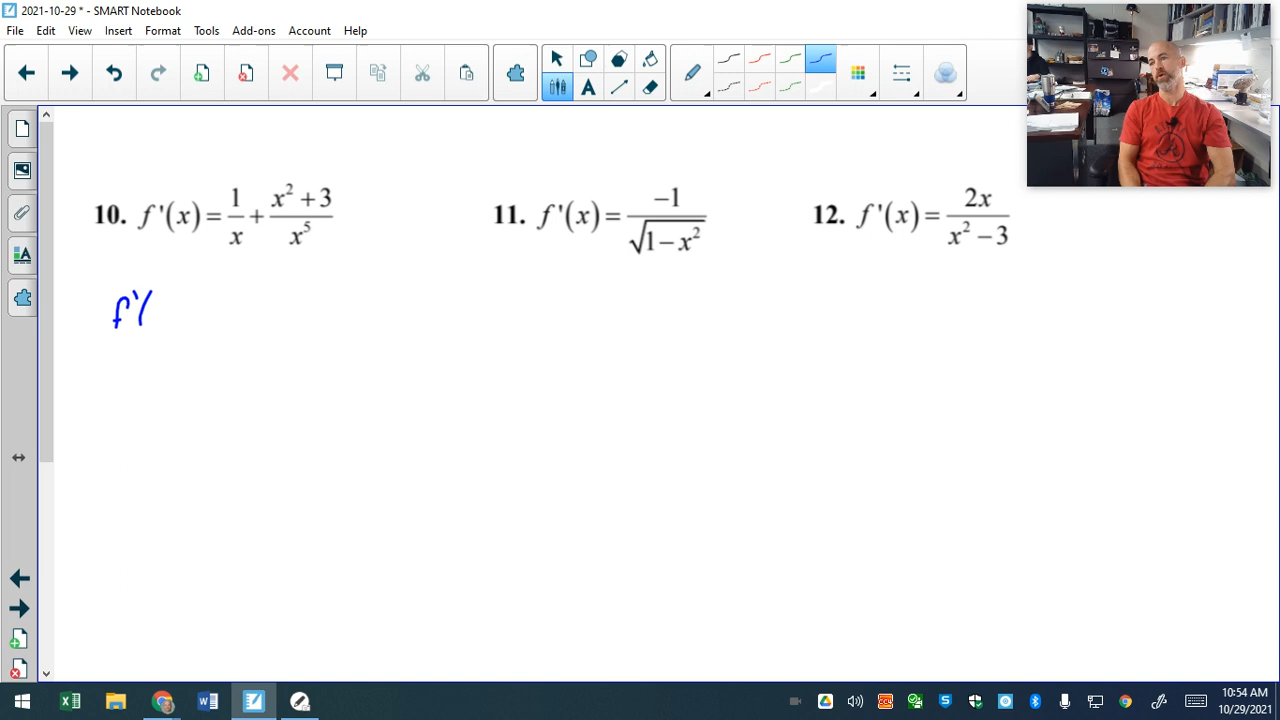 2021-10-29 * - SMART Notebook
File Edit View Insert Format Tools Add-ons Account Help
10. f'(x) = 1/x + (x² + 3)/x⁵
11. f'(x) = -1/√(1 - x²)
12. f'(x) = 2x/(x² - 3)
f'(
10:54 AM
10/29/2021